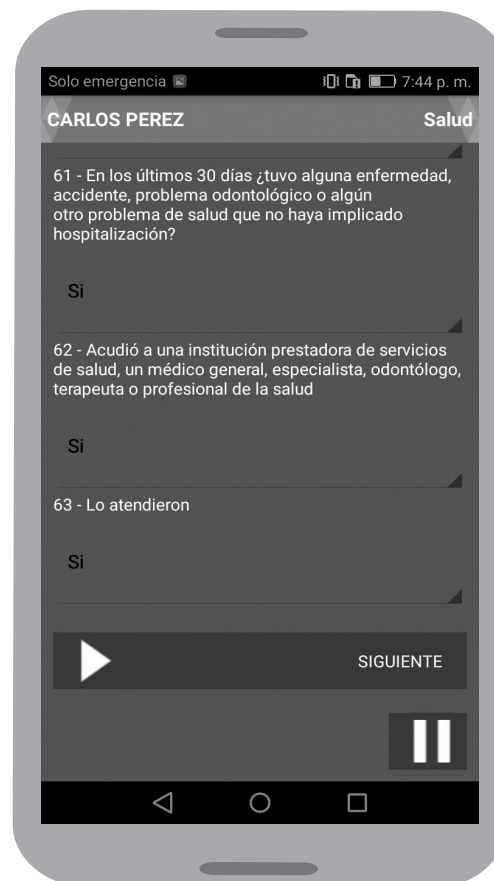 Solo emergencia 7:44 p. m.
CARLOS PEREZ Salud
61 - En los últimos 30 días ¿tuvo alguna enfermedad,
accidente, problema odontológico o algún
otro problema de salud que no haya implicado
hospitalización?
Si
62 - Acudió a una institución prestadora de servicios
de salud, un médico general, especialista, odontólogo,
terapeuta o profesional de la salud
Si
63 - Lo atendieron
Si
SIGUIENTE